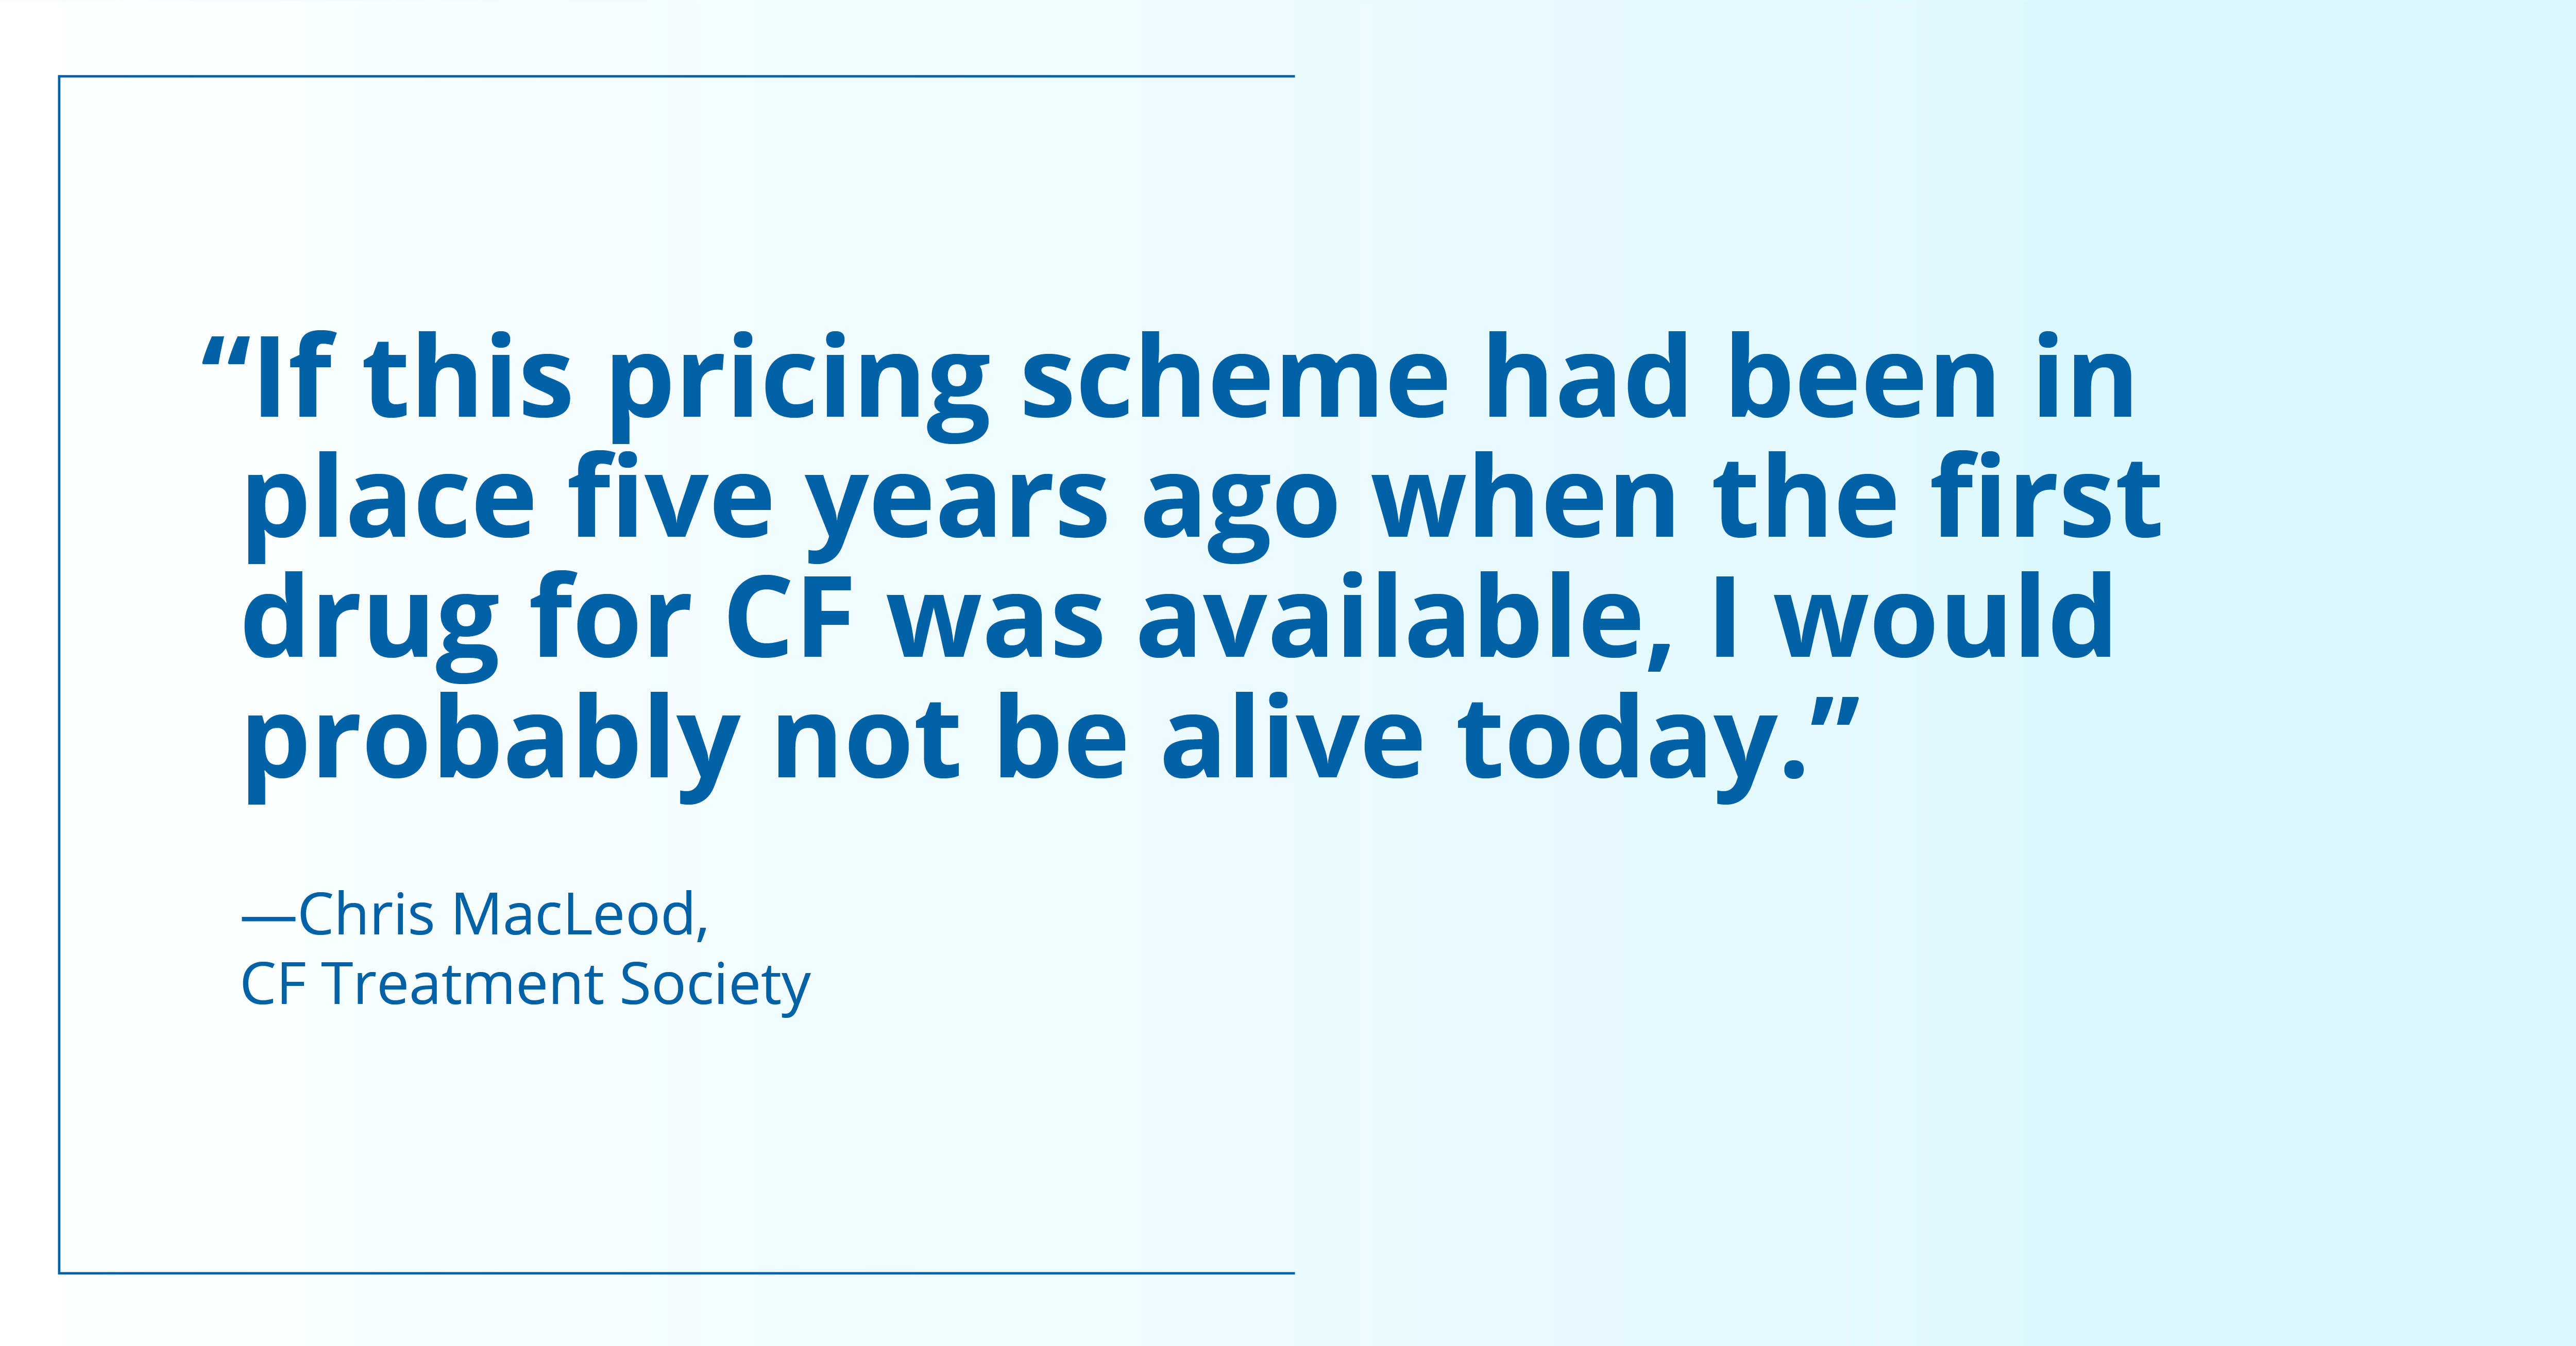 “If this pricing scheme had been in
place five years ago when the first
drug for CF was available, I would
probably not be alive today.”
—Chris MacLeod,
CF Treatment Society